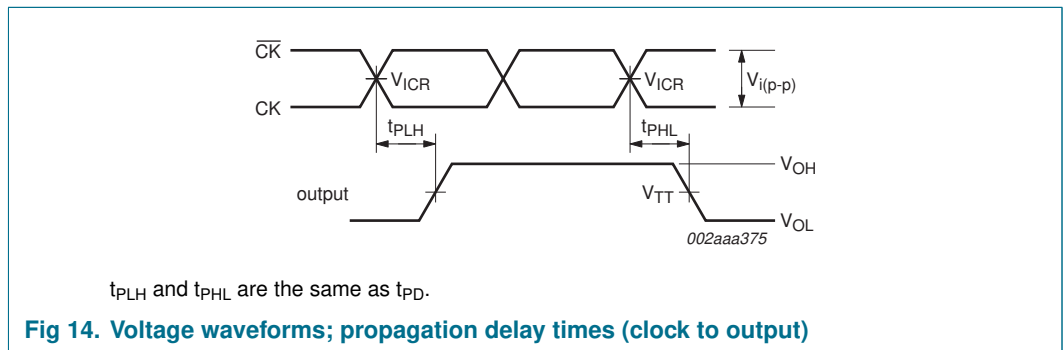 CK
V_ICR
V_ICR
V_i(p-p)
CK
t_PLH
t_PHL
V_OH
output
V_TT
V_OL
002aaa375
t_PLH and t_PHL are the same as t_PD.
Fig 14. Voltage waveforms; propagation delay times (clock to output)